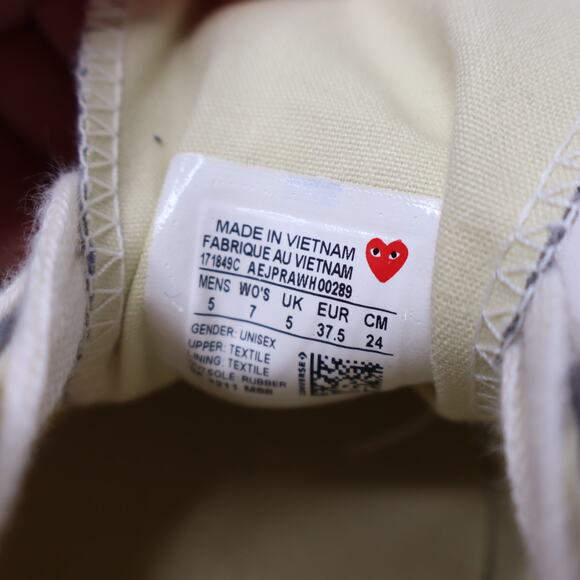 MADE IN VIETNAM
FABRIQUE AU VIETNAM
171849C AEJPRAWH00289
MENS WO'S UK EUR CM
5 7 5 37.5 24
GENDER: UNISEX
UPPER: TEXTILE
LINING: TEXTILE
RUBBER
CONVERSE